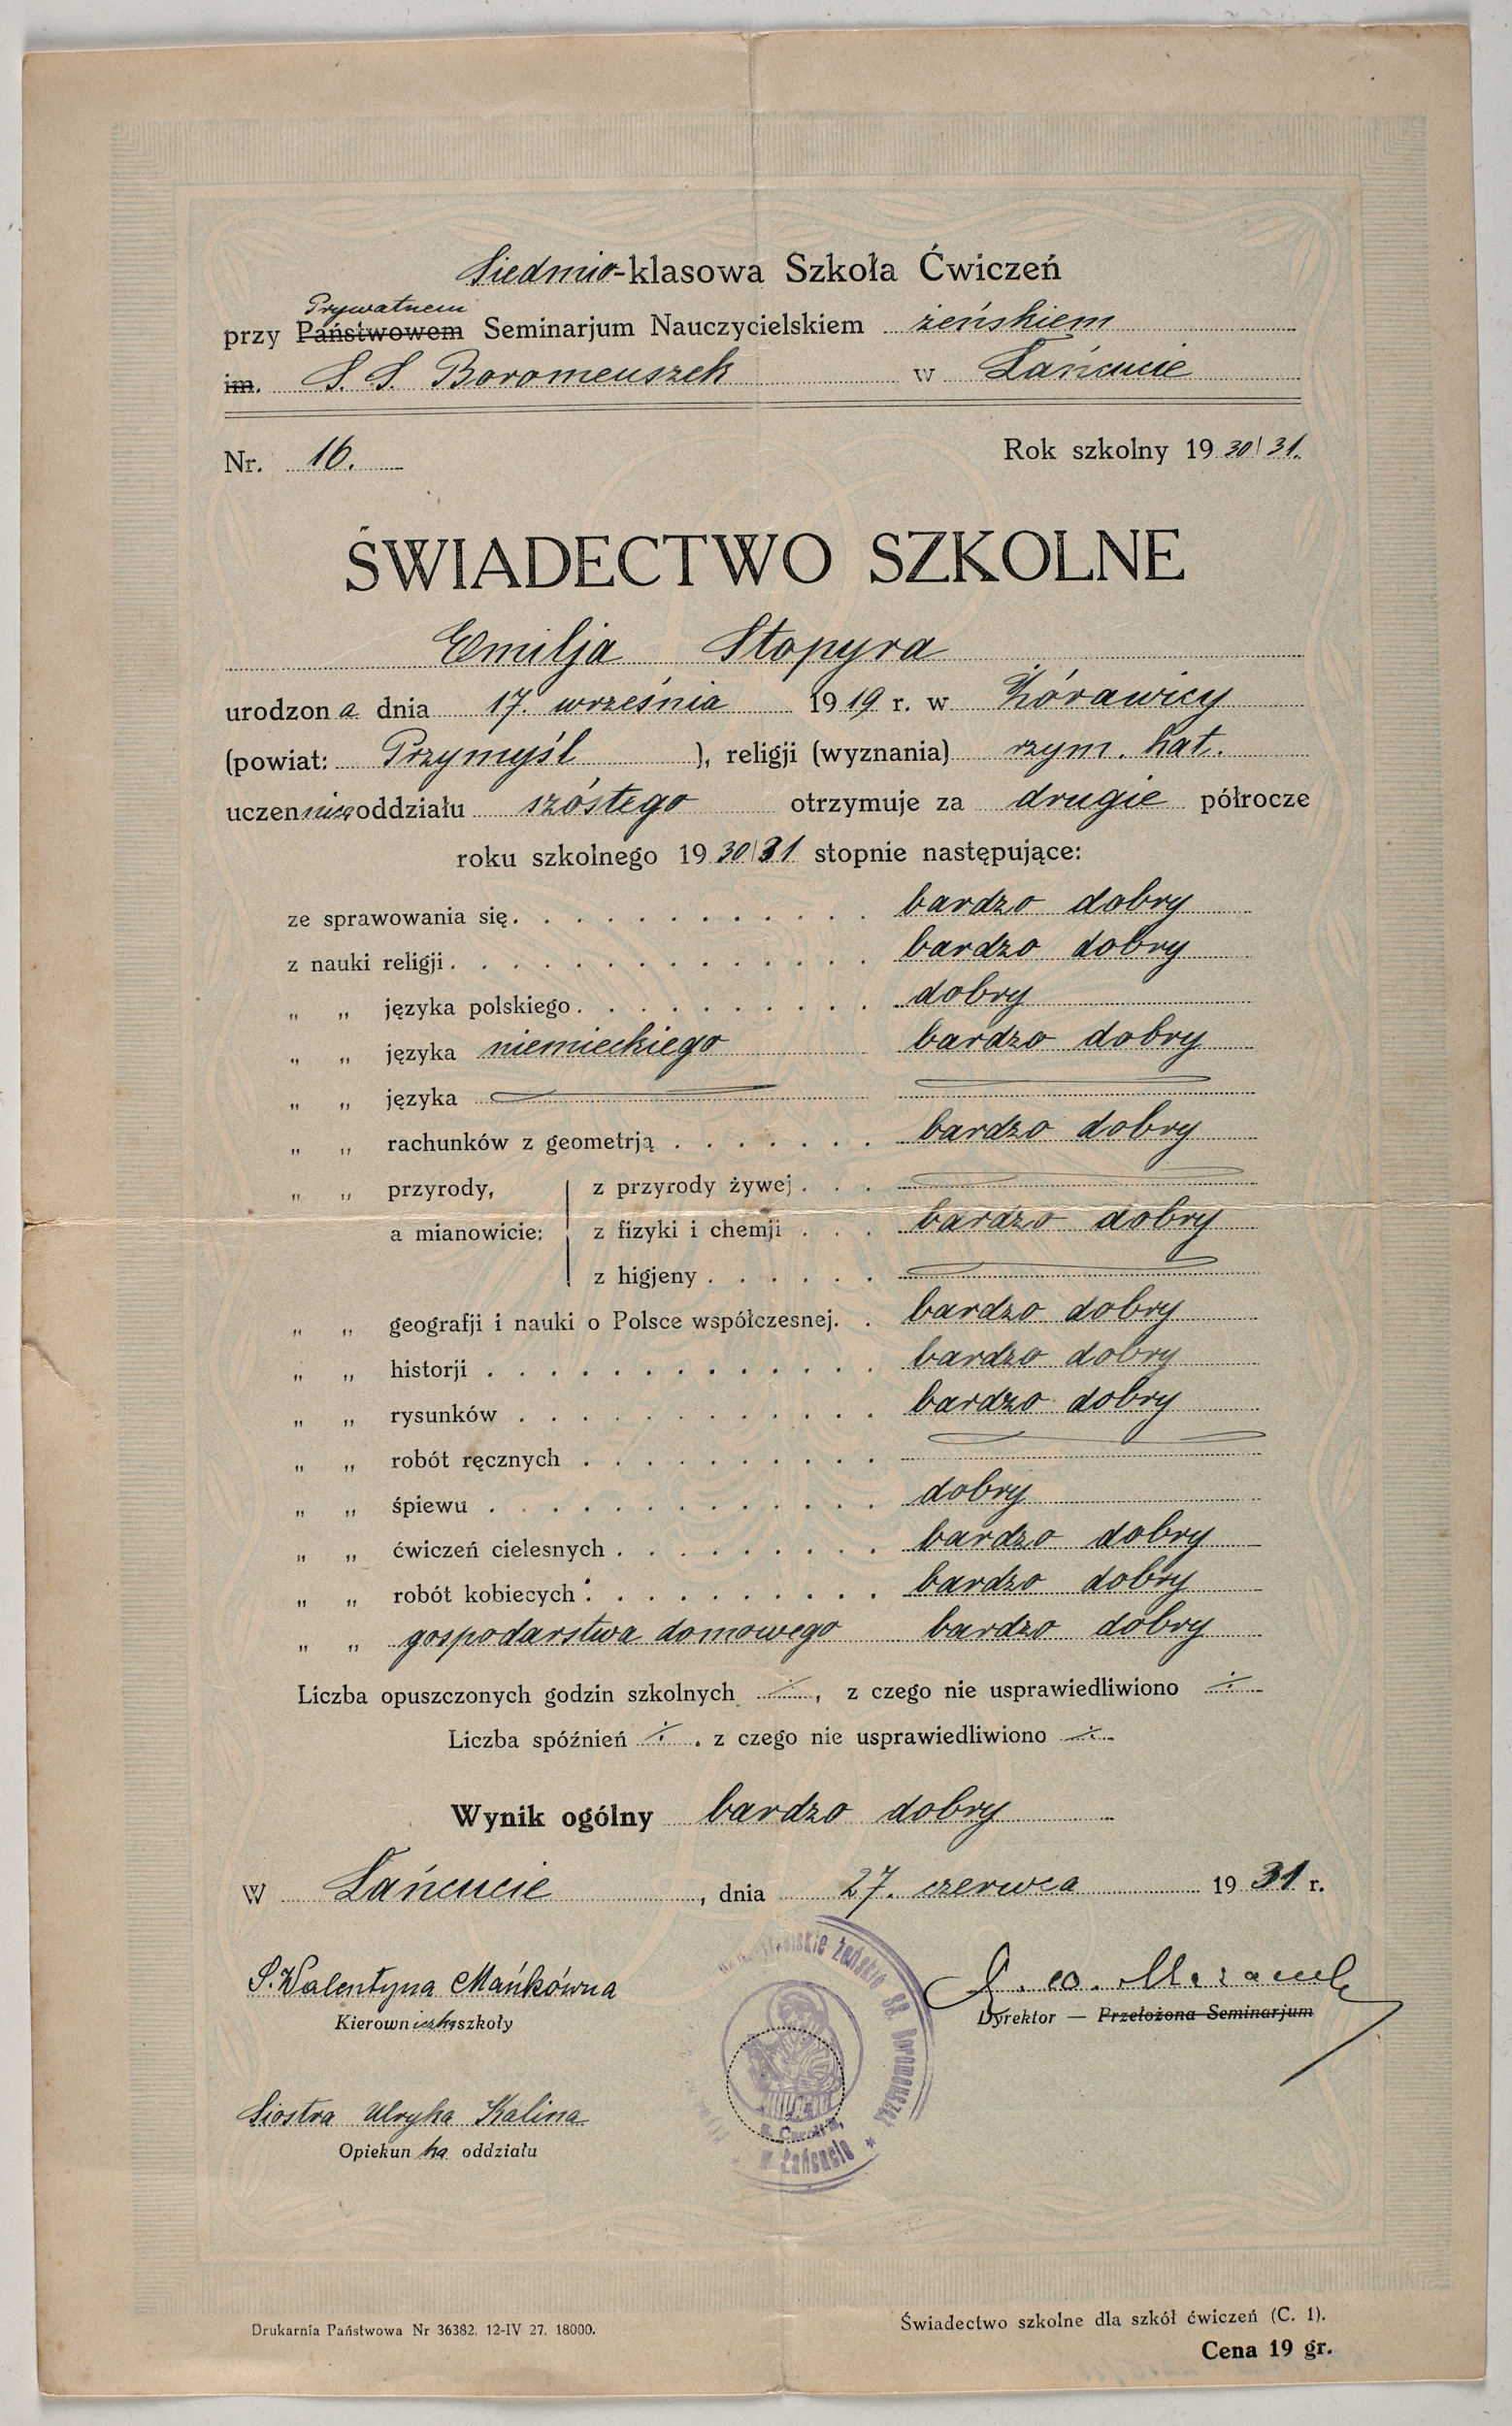 Siedmio-klasowa Szkoła Ćwiczeń
Prywatnem
przy Państwowem Seminarjum Nauczycielskiem żeńskiem
im. S. S. Boromeuszek w Łańcucie
Nr. 16. Rok szkolny 1930/31.
ŚWIADECTWO SZKOLNE
Emilja Stopyra
urodzona dnia 17. września 1919 r. w Żórawicy
(powiat: Przymyśl ), religji (wyznania) rzym. kat.
uczennica oddziału szóstego otrzymuje za drugie półrocze
roku szkolnego 1930/31 stopnie następujące:
ze sprawowania się . . . . . . . . . . . . bardzo dobry
z nauki religji . . . . . . . . . . . . . . bardzo dobry
„ „ języka polskiego . . . . . . . . . . dobry
„ „ języka niemieckiego bardzo dobry
„ „ języka
„ „ rachunków z geometrją . . . . . . . bardzo dobry
„ „ przyrody, z przyrody żywej . . .
a mianowicie: z fizyki i chemji . . . bardzo dobry
z higjeny . . . . . .
„ „ geografji i nauki o Polsce współczesnej . . bardzo dobry
„ „ historji . . . . . . . . . . . . . bardzo dobry
„ „ rysunków . . . . . . . . . . . . bardzo dobry
„ „ robót ręcznych . . . . . . . . . .
„ „ śpiewu . . . . . . . . . . . . . dobry
„ „ ćwiczeń cielesnych . . . . . . . . . bardzo dobry
„ „ robót kobiecych . . . . . . . . . . bardzo dobry
„ „ gospodarstwa domowego bardzo dobry
Liczba opuszczonych godzin szkolnych ÷, z czego nie usprawiedliwiono ÷
Liczba spóźnień ÷. z czego nie usprawiedliwiono ÷
Wynik ogólny bardzo dobry
W Łańcucie, dnia 27. czerwca 1931 r.
S. Walentyna Mańkówna
Kierowniczka szkoły
Dyrektor — Przełożona Seminarjum
Siostra Ulryka Kalina
Opiekunka oddziału
żeńskie SS. Boromeuszek
w Łańcucie *
Drukarnia Państwowa Nr 36382. 12-IV 27. 18000.
Świadectwo szkolne dla szkół ćwiczeń (C. 1).
Cena 19 gr.